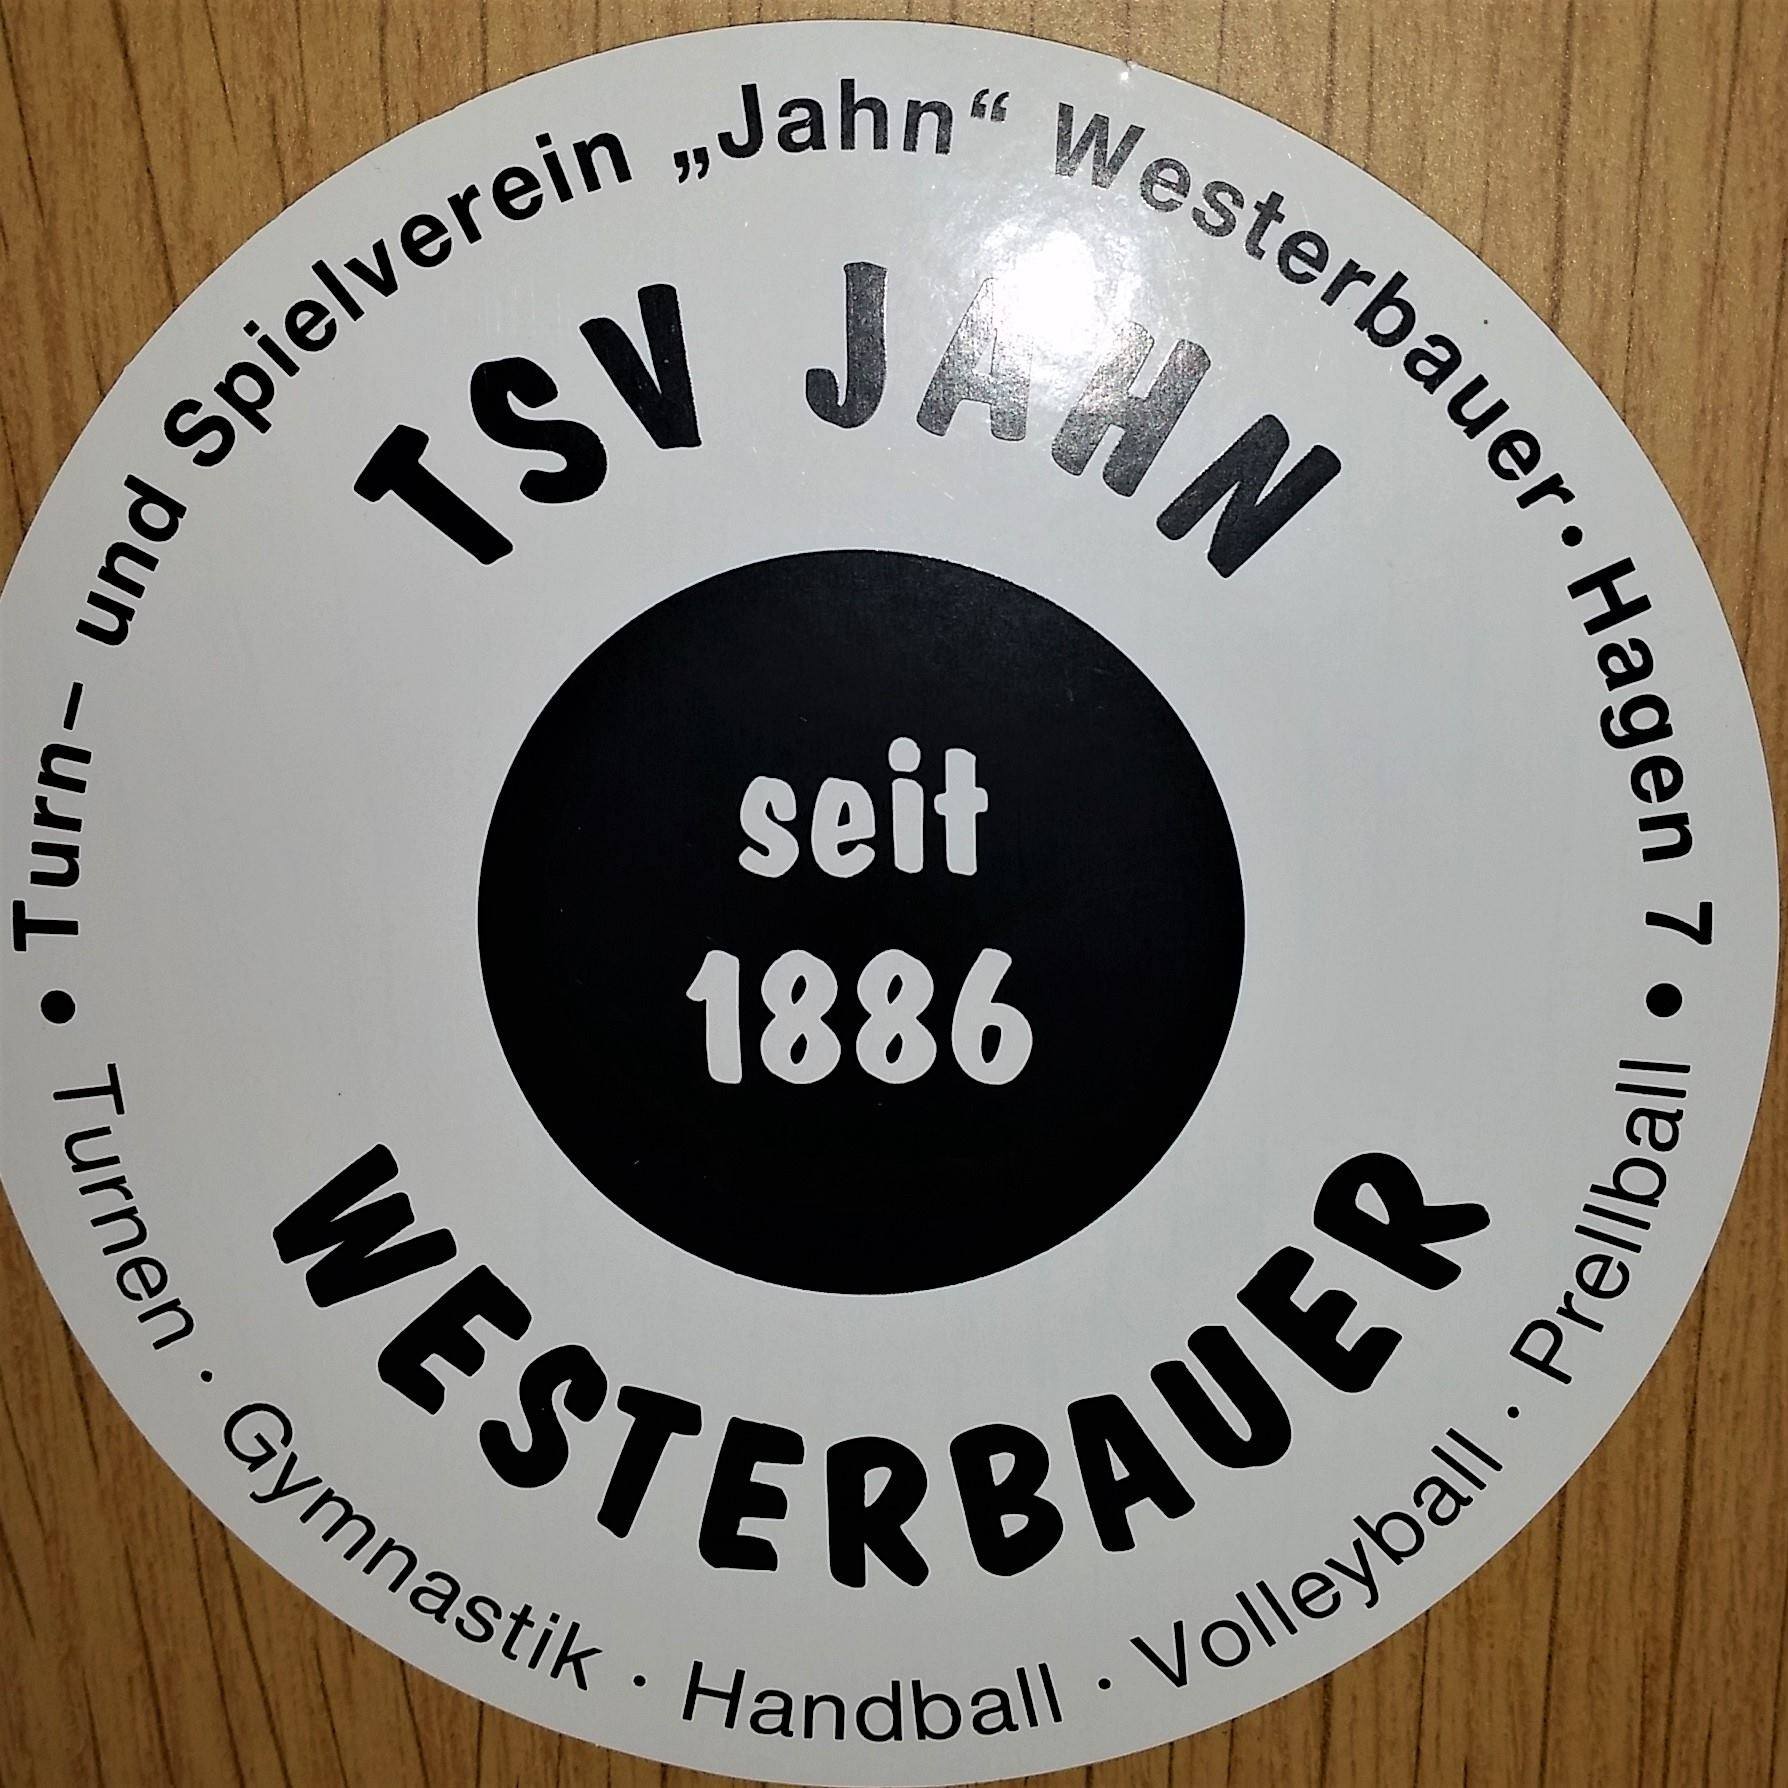 Turn– und Spielverein „Jahn“ Westerbauer · Hagen 7
TSV JAHN
seit
1886
WESTERBAUER
• Turnen · Gymnastik · Handball · Volleyball · Prellball •